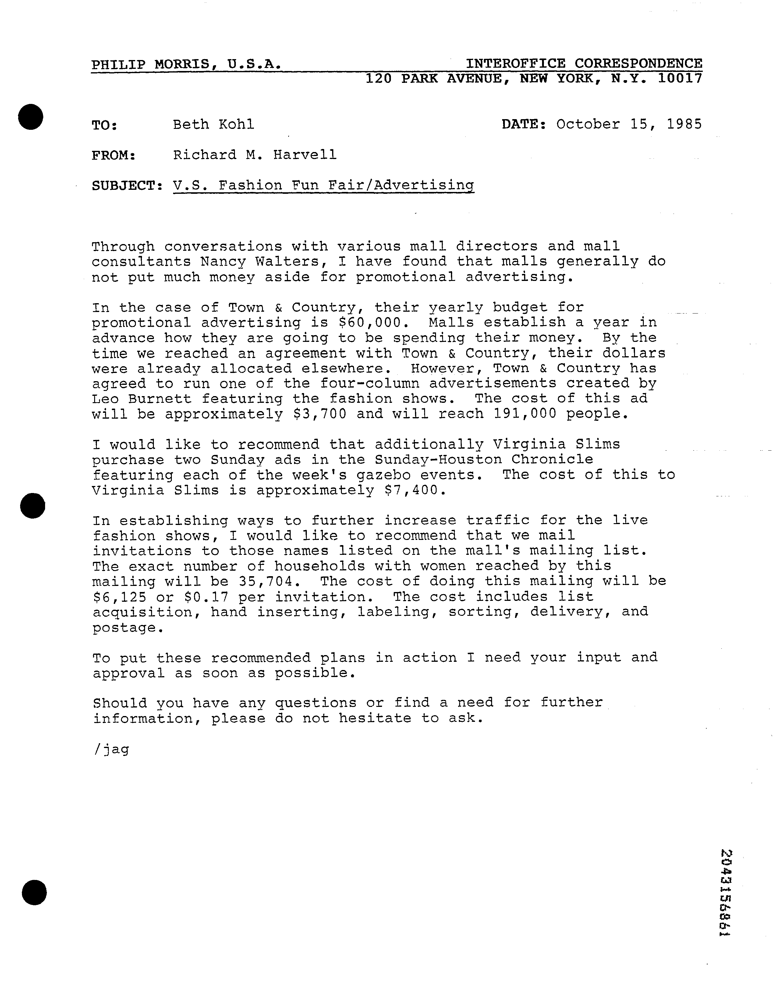 PHILIP MORRIS, U.S.A. INTEROFFICE CORRESPONDENCE
120 PARK AVENUE, NEW YORK, N.Y. 10017
TO: Beth Kohl DATE: October 15, 1985
FROM: Richard M. Harvell
SUBJECT: V.S. Fashion Fun Fair/Advertising
Through conversations with various mall directors and mall
consultants Nancy Walters, I have found that malls generally do
not put much money aside for promotional advertising.
In the case of Town & Country, their yearly budget for
promotional advertising is $60,000. Malls establish a year in
advance how they are going to be spending their money. By the
time we reached an agreement with Town & Country, their dollars
were already allocated elsewhere. However, Town & Country has
agreed to run one of the four-column advertisements created by
Leo Burnett featuring the fashion shows. The cost of this ad
will be approximately $3,700 and will reach 191,000 people.
I would like to recommend that additionally Virginia Slims
purchase two Sunday ads in the Sunday-Houston Chronicle
featuring each of the week's gazebo events. The cost of this to
Virginia Slims is approximately $7,400.
In establishing ways to further increase traffic for the live
fashion shows, I would like to recommend that we mail
invitations to those names listed on the mall's mailing list.
The exact number of households with women reached by this
mailing will be 35,704. The cost of doing this mailing will be
$6,125 or $0.17 per invitation. The cost includes list
acquisition, hand inserting, labeling, sorting, delivery, and
postage.
To put these recommended plans in action I need your input and
approval as soon as possible.
Should you have any questions or find a need for further
information, please do not hesitate to ask.
/jag
2043156861